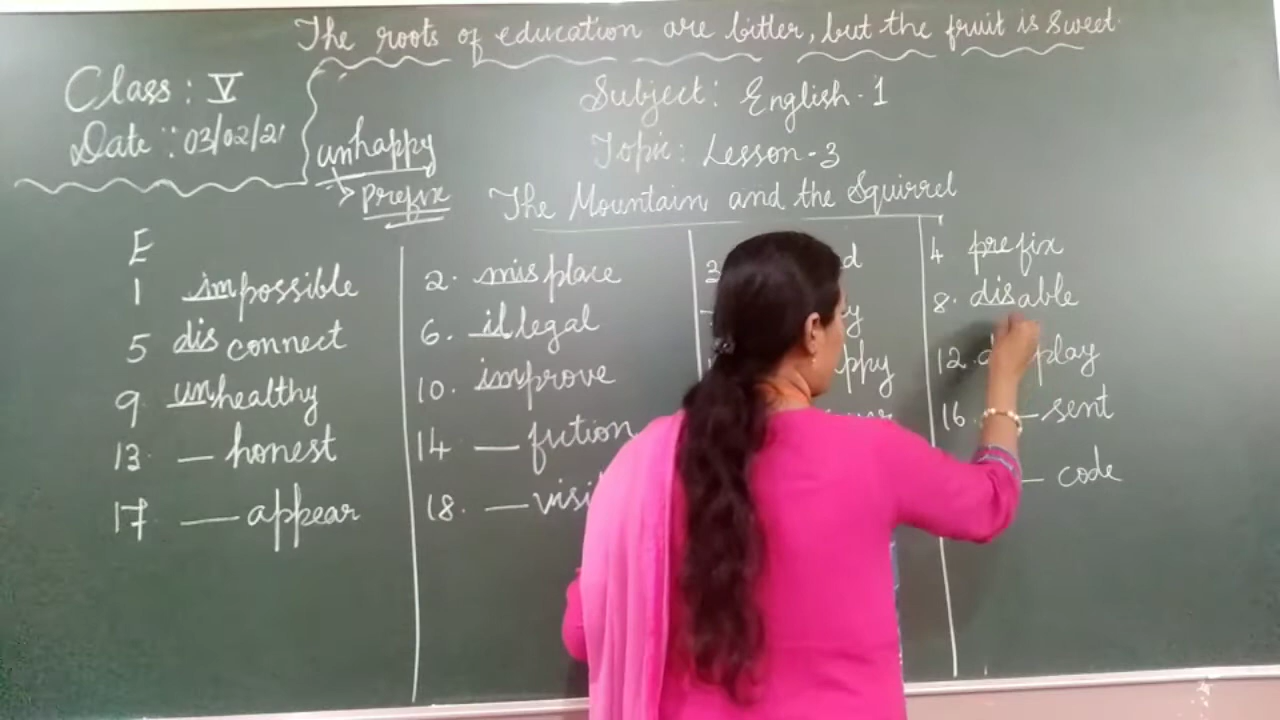 The roots of education are bitter, but the fruit is sweet.
Class : V
Date : 03/02/21
Subject : English - 1
Topic : Lesson - 3
unhappy
prefix
The Mountain and the Squirrel
E
1 impossible
2. misplace
4 prefix
5 disconnect
6. illegal
8. disable
9 unhealthy
10. improve
12. play
13. — honest
14 — fiction
16. — sent
17 — appear
18. —
— code